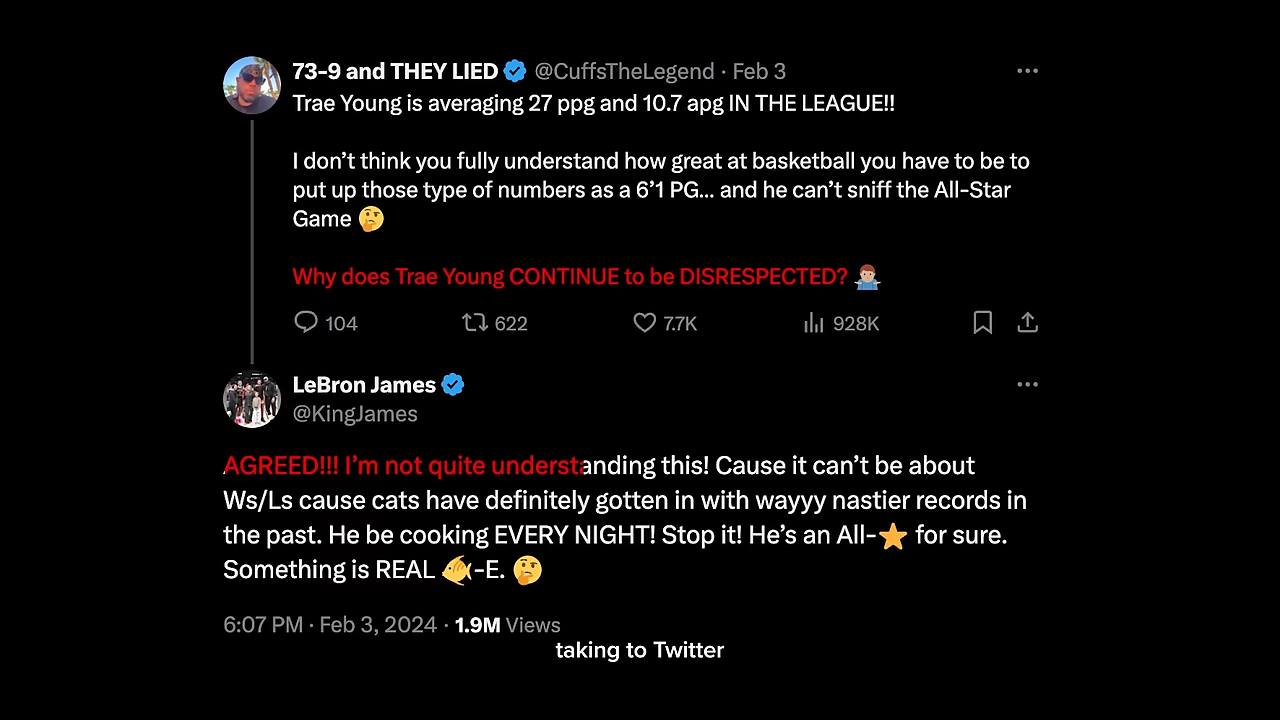 73-9 and THEY LIED @CuffsTheLegend · Feb 3
Trae Young is averaging 27 ppg and 10.7 apg IN THE LEAGUE!!
I don’t think you fully understand how great at basketball you have to be to
put up those type of numbers as a 6’1 PG... and he can’t sniff the All-Star
Game 🤔
Why does Trae Young CONTINUE to be DISRESPECTED? 🤷🏼‍♂️
104 622 7.7K 928K
LeBron James
@KingJames
AGREED!!! I’m not quite understanding this! Cause it can’t be about
Ws/Ls cause cats have definitely gotten in with wayyy nastier records in
the past. He be cooking EVERY NIGHT! Stop it! He’s an All-⭐ for sure.
Something is REAL 🐠-E. 🤔
6:07 PM · Feb 3, 2024 · 1.9M Views
taking to Twitter